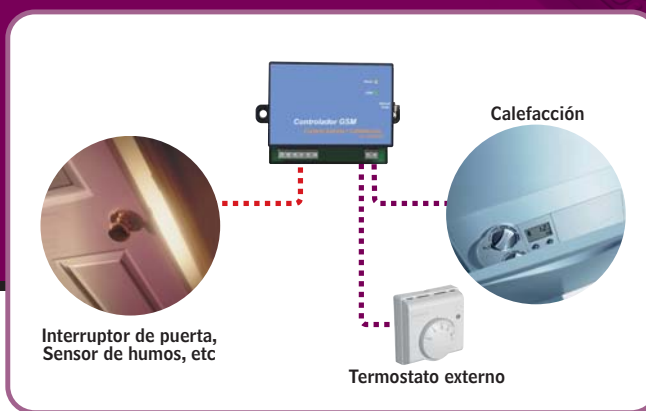 Controlador GSM
Calefacción
Interruptor de puerta,
Sensor de humos, etc
Termostato externo